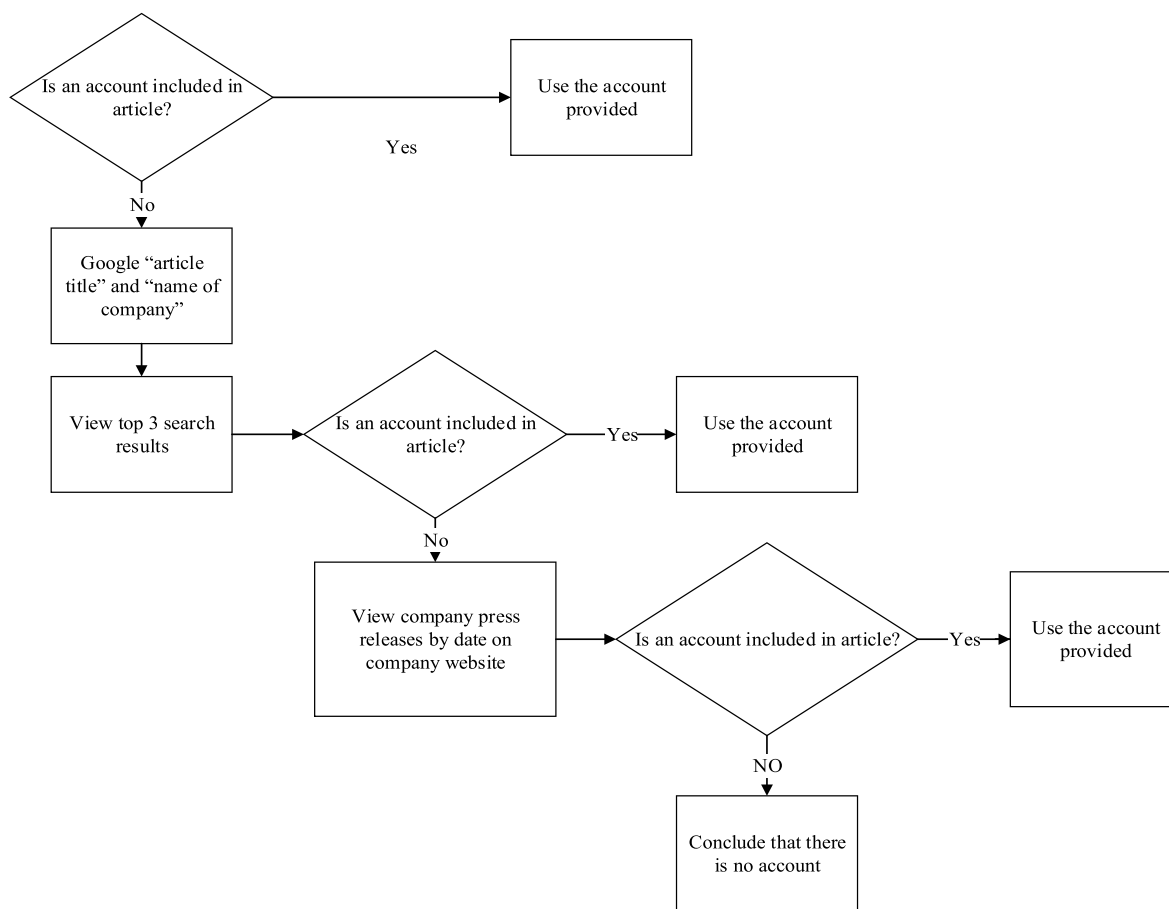 Is an account included in
article?
Use the account
provided
Yes
No
Google “article
title” and “name of
company”
View top 3 search
results
Is an account included in
article?
Yes
Use the account
provided
No
View company press
releases by date on
company website
Is an account included in article?
Yes
Use the account
provided
NO
Conclude that there
is no account